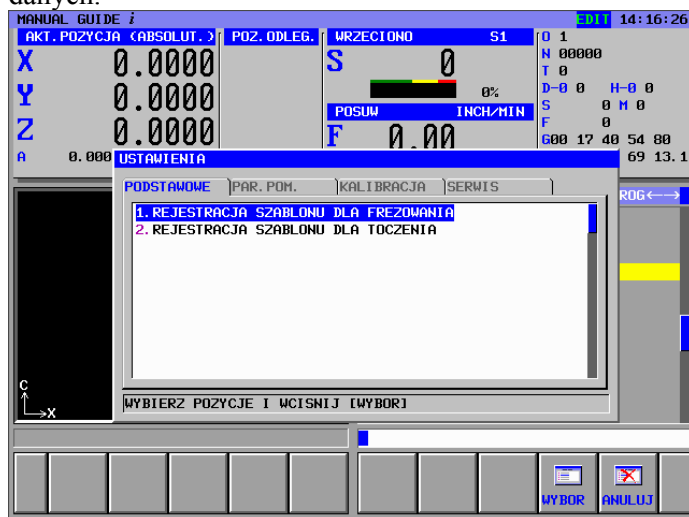 danych.
MANUAL GUIDE i EDIT 14:16:26
AKT.POZYCJA (ABSOLUT.) POZ.ODLEG. WRZECIONO S1 O 1
X 0.0000 S 0 N 00000
T 0
Y 0.0000 0% D-0 0 H-0 0
POSUW INCH/MIN S 0 M 0
Z 0.0000 F 0.00 F 0
G00 17 40 54 80
A 0.000 69 13.1
USTAWIENIA
PODSTAWOWE PAR.POM. KALIBRACJA SERWIS
ROG←→
1.REJESTRACJA SZABLONU DLA FREZOWANIA
2.REJESTRACJA SZABLONU DLA TOCZENIA
C
X
WYBIERZ POZYCJE I WCISNIJ [WYBOR]
WYBOR ANULUJ